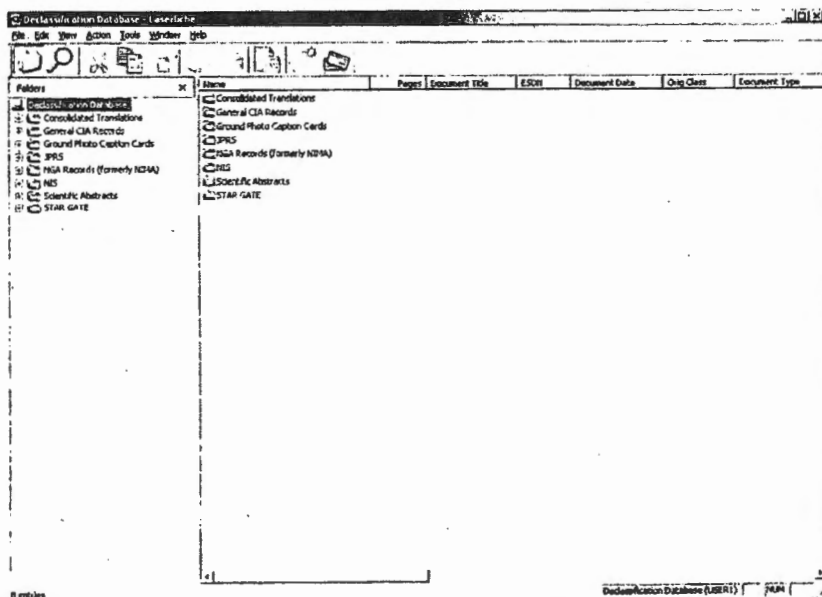 Declassification Database - Laserfiche
File Edit View Action Tools Window Help
Folders
Declassification Database
Consolidated Translations
General CIA Records
Ground Photo Caption Cards
JPRS
NGA Records (formerly NIMA)
NIS
Scientific Abstracts
STAR GATE
Name Pages Document Title ESDN Document Date Orig Class Document Type
Consolidated Translations
General CIA Records
Ground Photo Caption Cards
JPRS
NGA Records (formerly NIMA)
NIS
Scientific Abstracts
STAR GATE
8 entries
Declassification Database (USER1) NUM